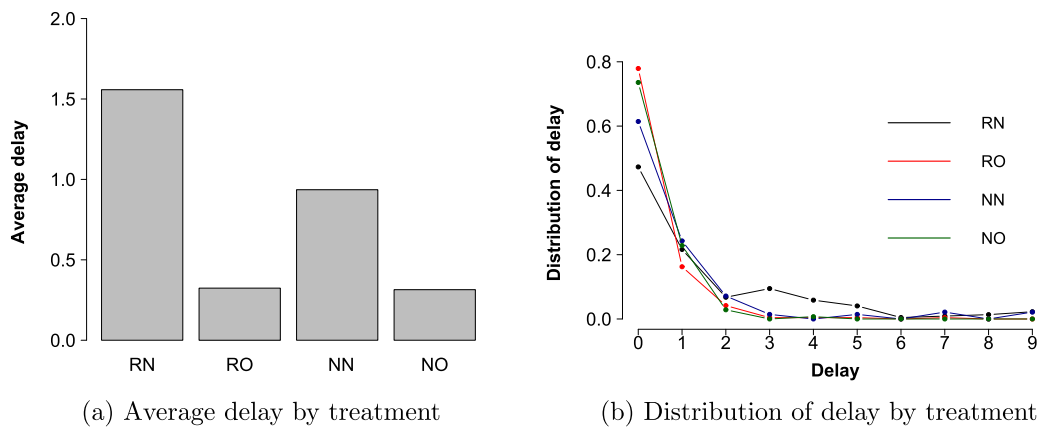 2.0
1.5
1.0
0.5
0.0
Average delay
RN RO NN NO
(a) Average delay by treatment
0.8
0.6
0.4
0.2
0.0
Distribution of delay
RN
RO
NN
NO
0 1 2 3 4 5 6 7 8 9
Delay
(b) Distribution of delay by treatment